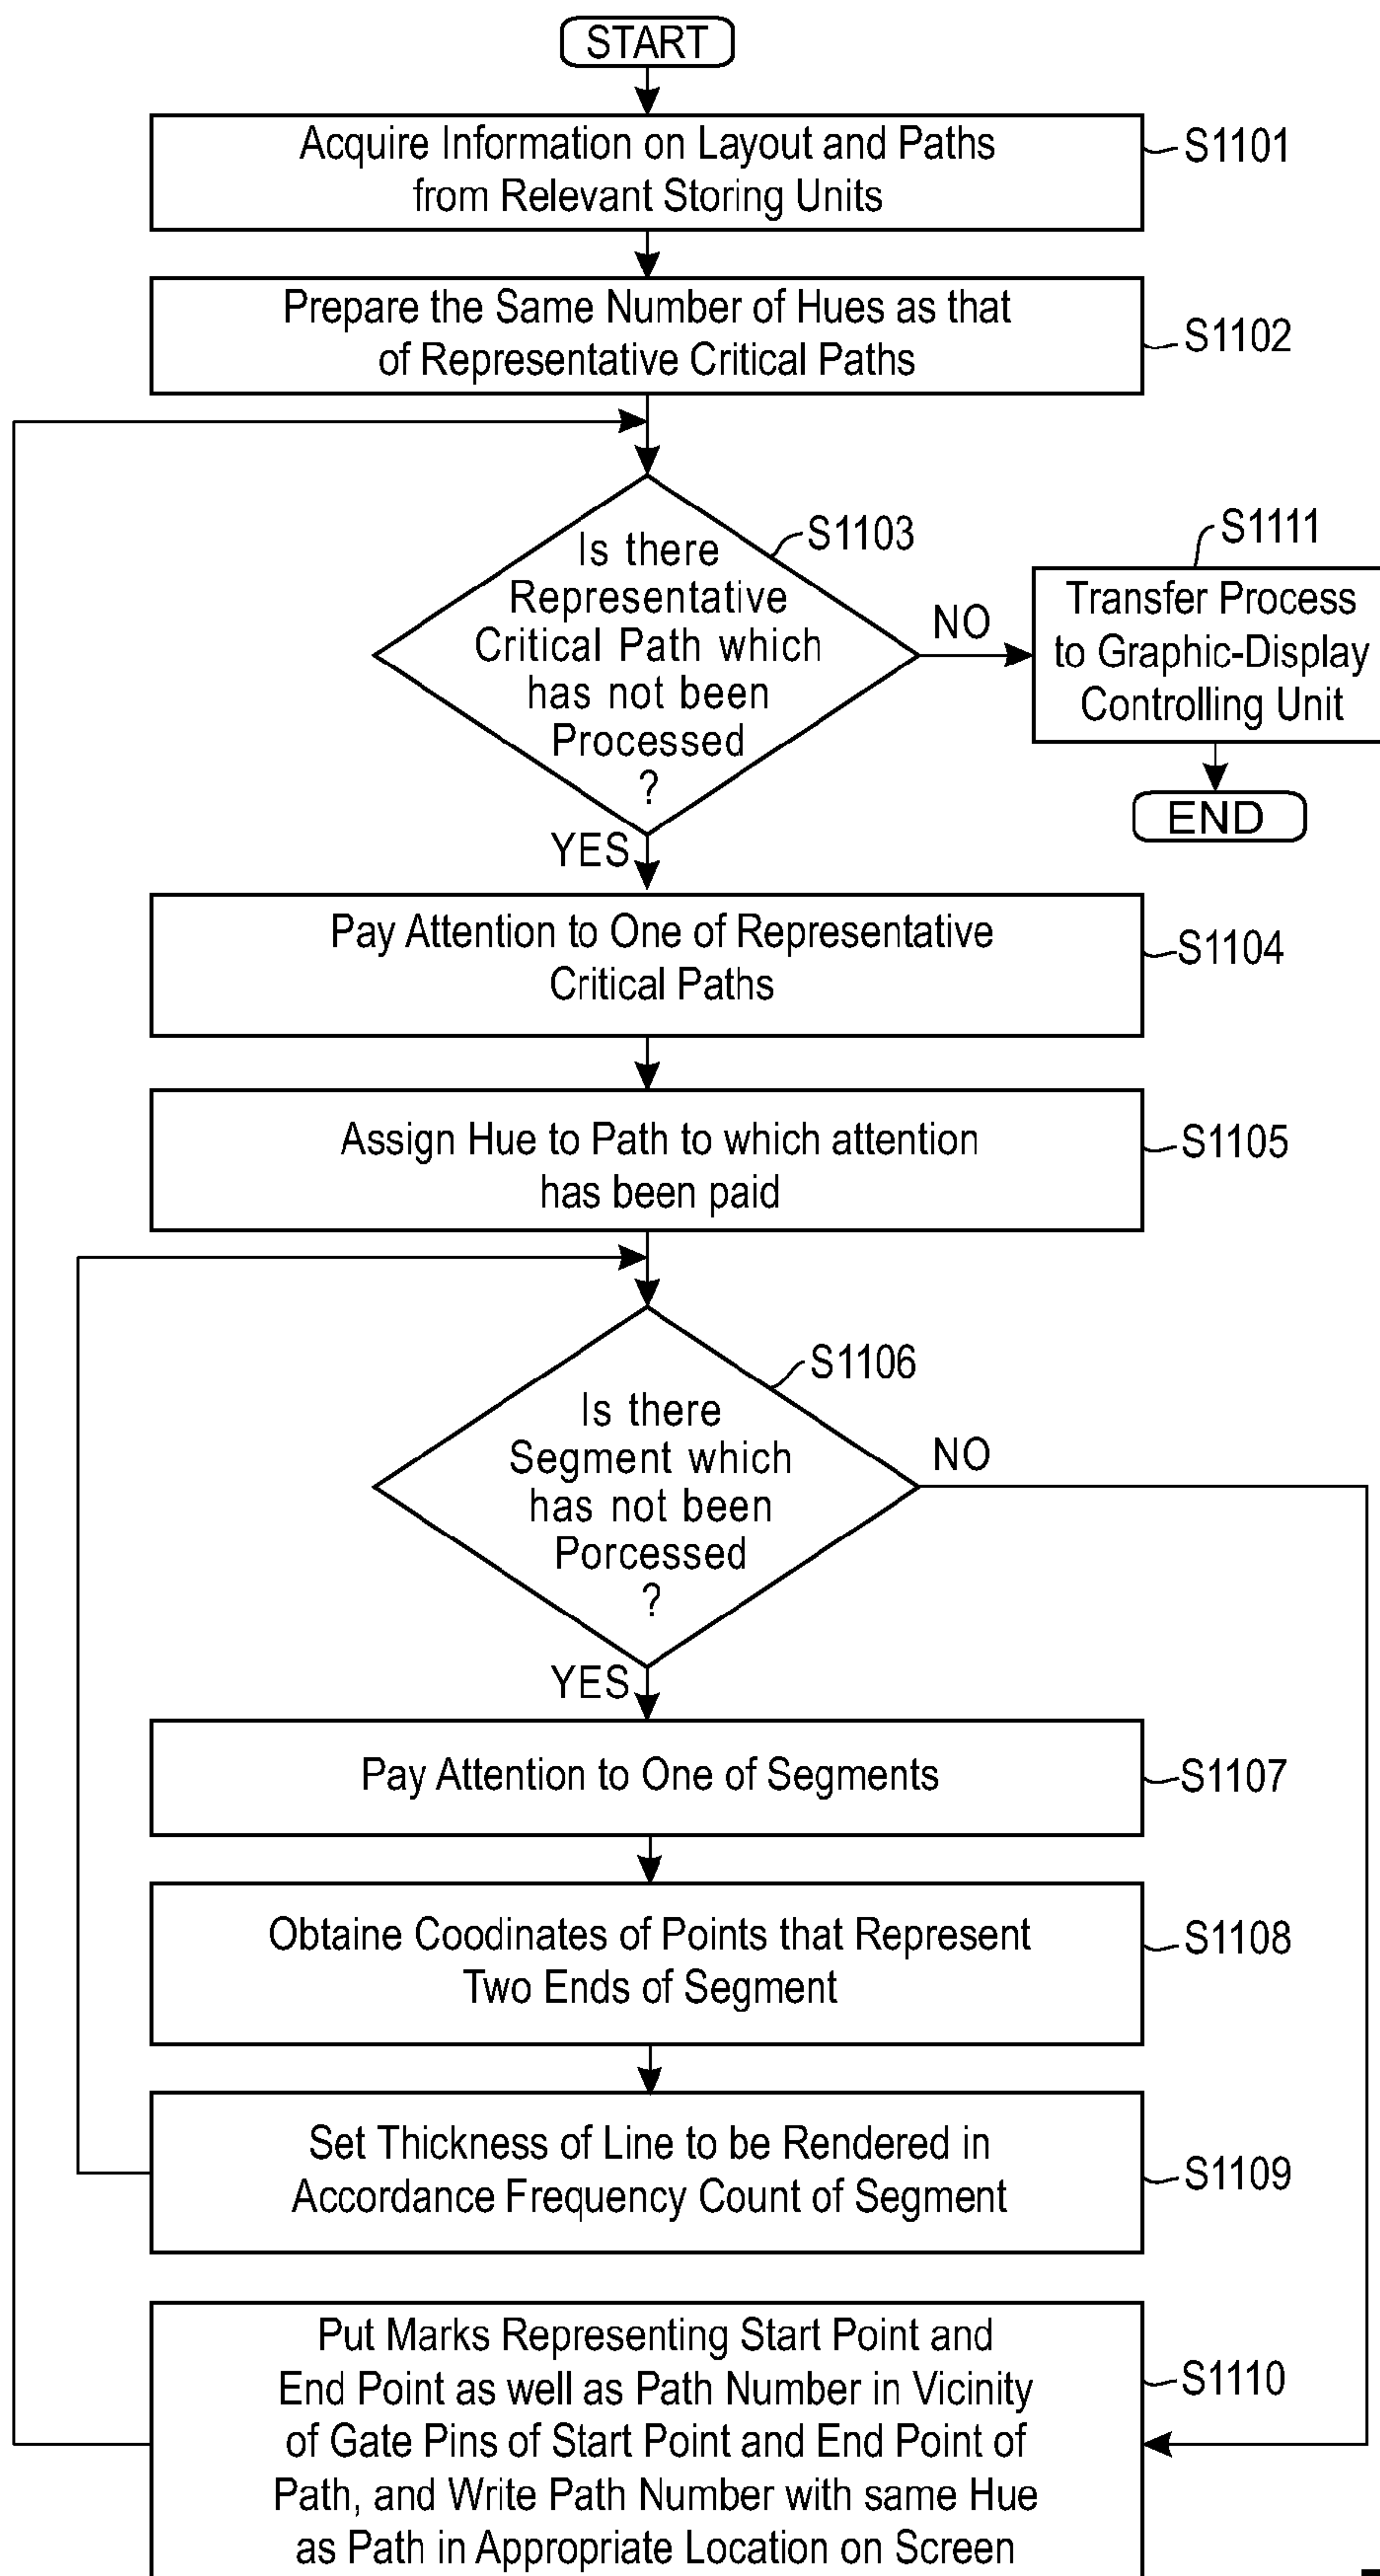 START
Acquire Information on Layout and Paths
from Relevant Storing Units
S1101
Prepare the Same Number of Hues as that
of Representative Critical Paths
S1102
Is there
Representative
Critical Path which
has not been
Processed
?
S1103
NO
S1111
Transfer Process
to Graphic-Display
Controlling Unit
END
YES
Pay Attention to One of Representative
Critical Paths
S1104
Assign Hue to Path to which attention
has been paid
S1105
Is there
Segment which
has not been
Porcessed
?
S1106
NO
YES
Pay Attention to One of Segments
S1107
Obtaine Coodinates of Points that Represent
Two Ends of Segment
S1108
Set Thickness of Line to be Rendered in
Accordance Frequency Count of Segment
S1109
Put Marks Representing Start Point and
End Point as well as Path Number in Vicinity
of Gate Pins of Start Point and End Point of
Path, and Write Path Number with same Hue
as Path in Appropriate Location on Screen
S1110